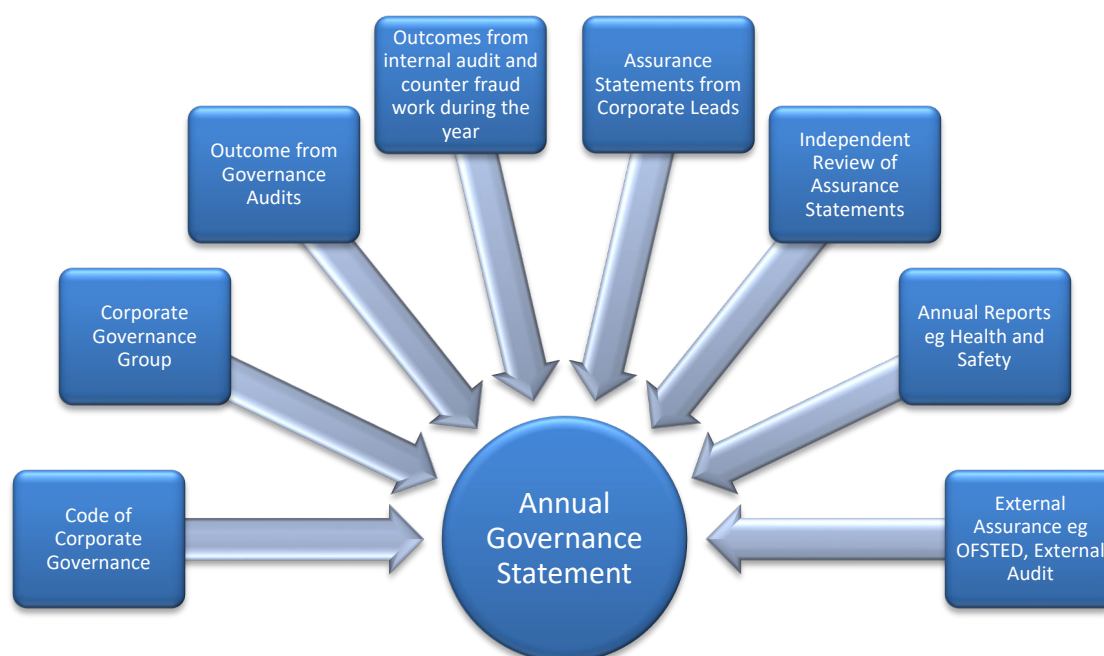 Outcomes from
internal audit and
counter fraud
work during the
year
Assurance
Statements from
Corporate Leads
Outcome from
Governance
Audits
Independent
Review of
Assurance
Statements
Corporate
Governance
Group
Annual Reports
eg Health and
Safety
Code of
Corporate
Governance
Annual
Governance
Statement
External
Assurance eg
OFSTED, External
Audit